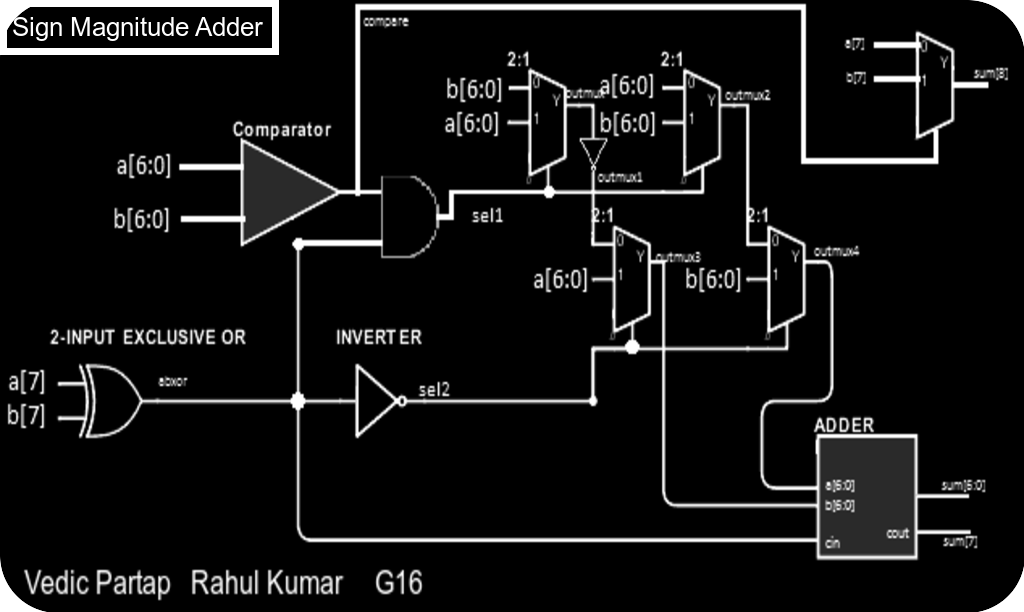 Sign Magnitude Adder
compare
a[7]
b[7]
0
1
sum[8]
2:1
b[6:0]
a[6:0]
Y
1
outmux
2:1
a[6:0]
b[6:0]
0
1
Y
outmux2
Comparator
a[6:0]
b[6:0]
outmux1
sel1
2:1
0
a[6:0]
1
Y
outmux3
2:1
0
b[6:0]
1
Y
outmux4
2-INPUT EXCLUSIVE OR
a[7]
b[7]
abxor
INVERTER
sel2
ADDER
a[6:0]
b[6:0]
cin
cout
sum[6:0]
sum[7]
Vedic Partap Rahul Kumar G16